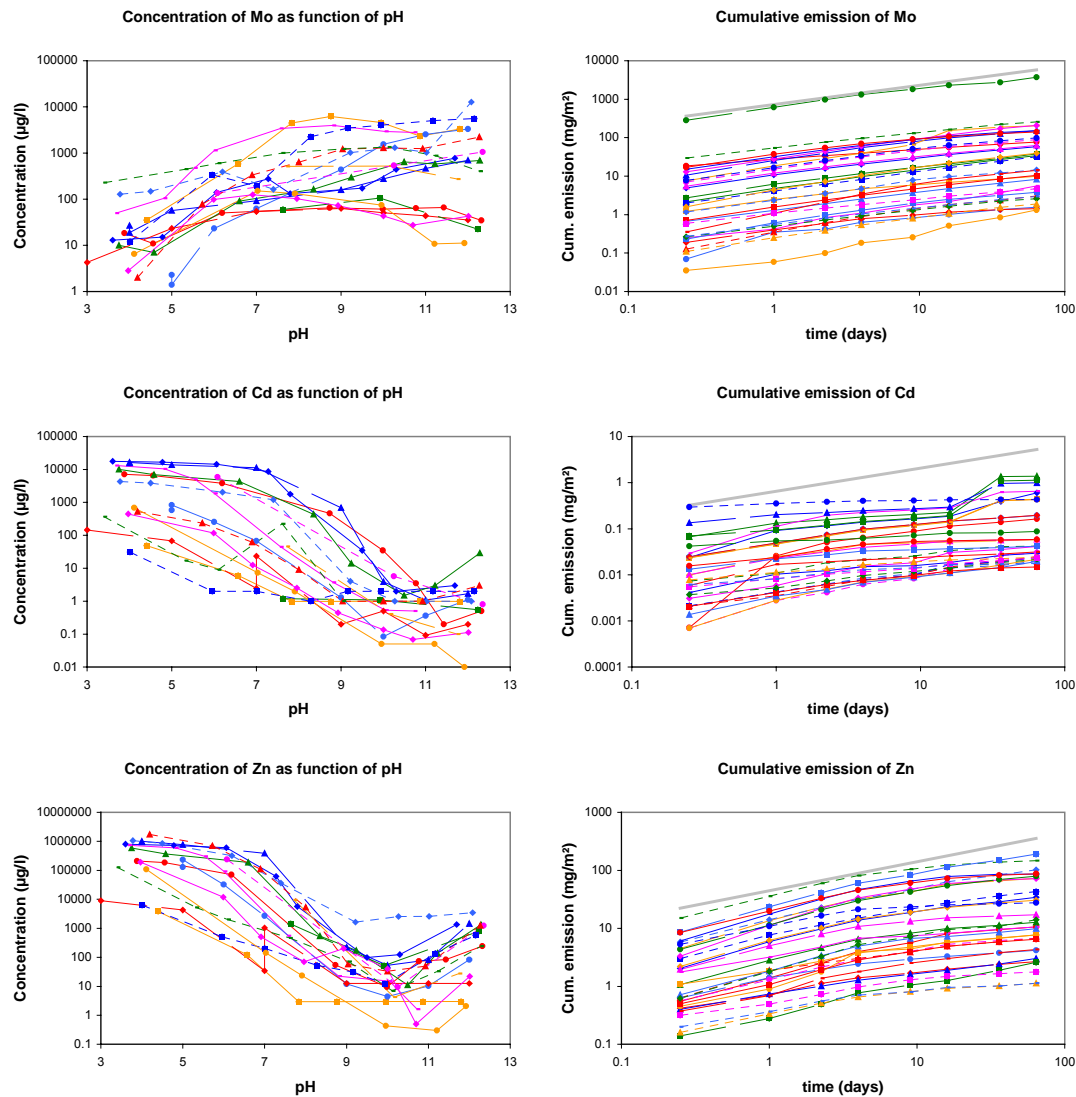 Concentration of Mo as function of pH
Cumulative emission of Mo
100000
10000
1000
100
10
1
3 5 7 9 11 13
Concentration (µg/l)
pH
10000
1000
100
10
1
0.1
0.01
0.1 1 10 100
Cum. emission (mg/m²)
time (days)
Concentration of Cd as function of pH
Cumulative emission of Cd
100000
10000
1000
100
10
1
0.1
0.01
3 5 7 9 11 13
Concentration (µg/l)
pH
10
1
0.1
0.01
0.001
0.0001
0.1 1 10 100
Cum. emission (mg/m²)
time (days)
Concentration of Zn as function of pH
Cumulative emission of Zn
10000000
1000000
100000
10000
1000
100
10
1
0.1
3 5 7 9 11 13
Concentration (µg/l)
pH
1000
100
10
1
0.1
0.1 1 10 100
Cum. emission (mg/m²)
time (days)